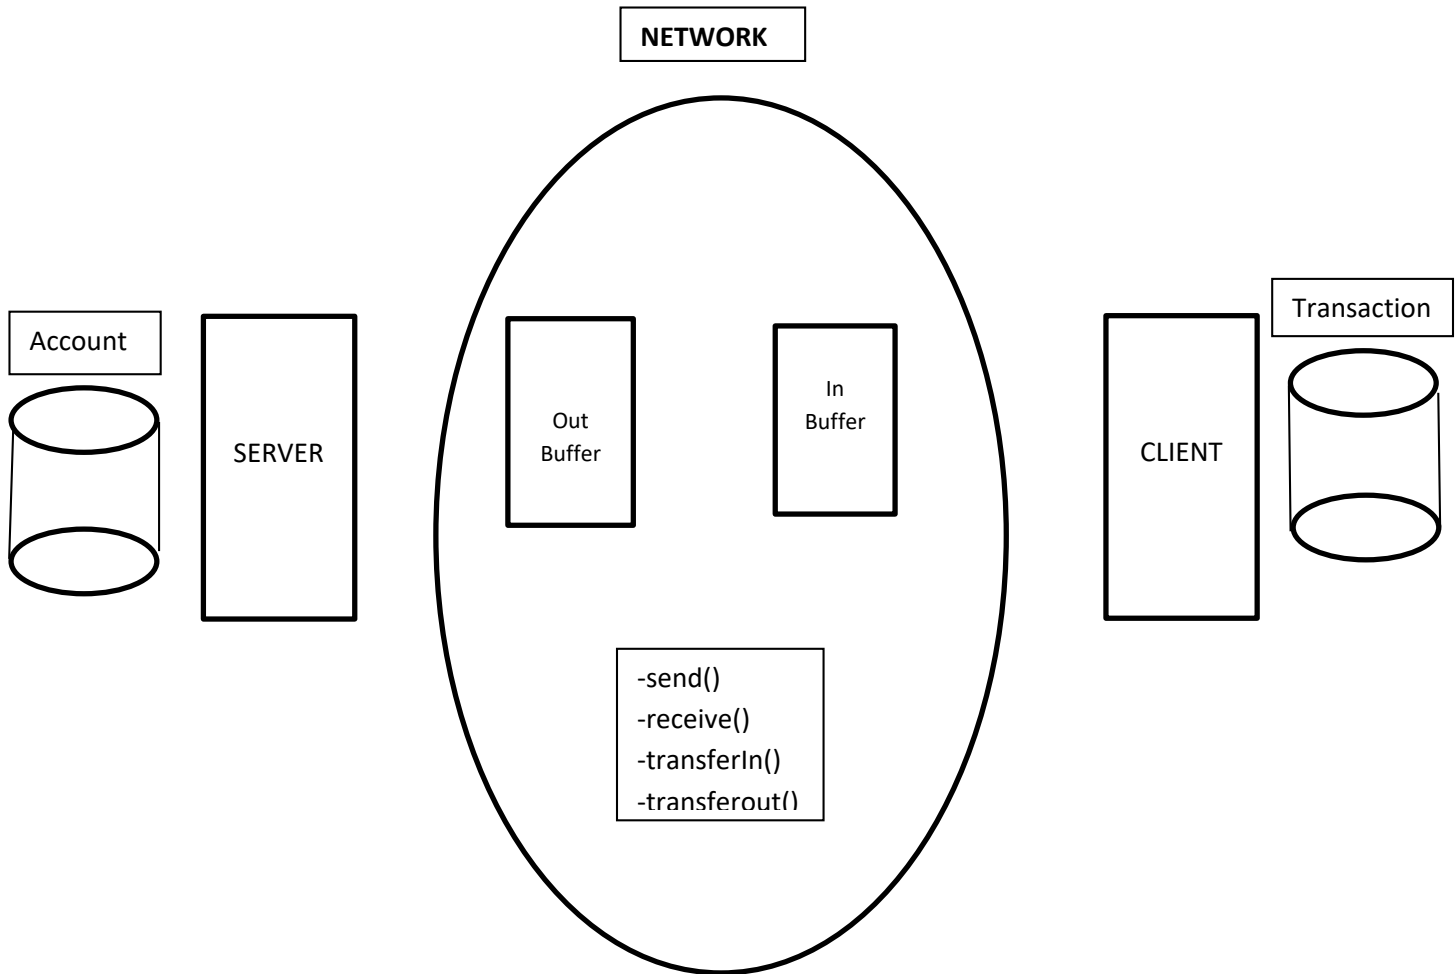 NETWORK
Account
SERVER
Out
Buffer
In
Buffer
CLIENT
Transaction
-send()
-receive()
-transferIn()
-transferout()